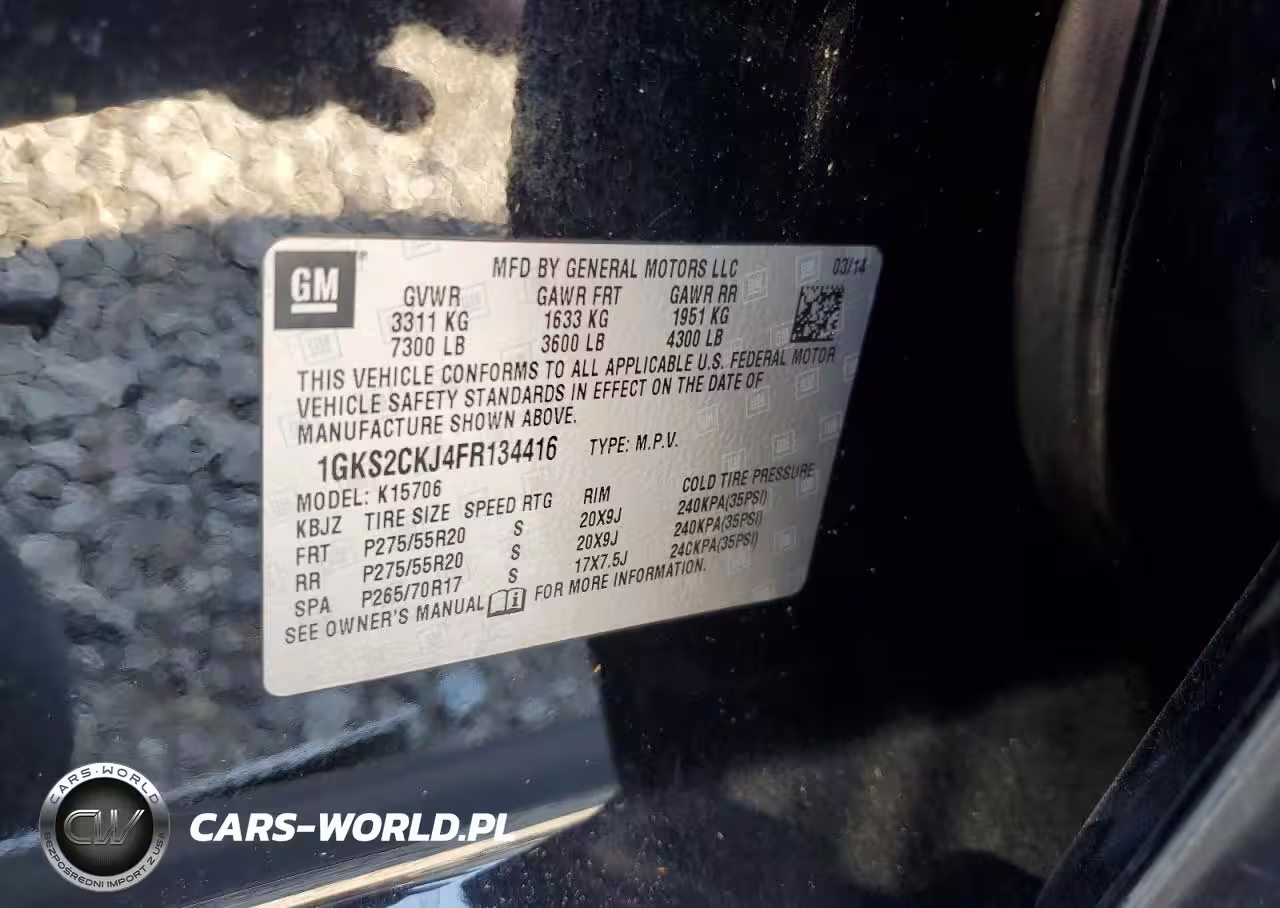 GM
MFD BY GENERAL MOTORS LLC 03/14
GVWR GAWR FRT GAWR RR
3311 KG 1633 KG 1951 KG
7300 LB 3600 LB 4300 LB
THIS VEHICLE CONFORMS TO ALL APPLICABLE U.S. FEDERAL MOTOR
VEHICLE SAFETY STANDARDS IN EFFECT ON THE DATE OF
MANUFACTURE SHOWN ABOVE.
1GKS2CKJ4FR134416 TYPE: M.P.V.
MODEL: K15706
KBJZ TIRE SIZE SPEED RTG RIM COLD TIRE PRESSURE
FRT P275/55R20 S 20X9J 240KPA(35PSI)
RR P275/55R20 S 20X9J 240KPA(35PSI)
SPA P265/70R17 S 17X7.5J 240KPA(35PSI)
SEE OWNER'S MANUAL i FOR MORE INFORMATION.
CARS-WORLD
CW
BEZPOŚREDNI IMPORT Z USA
CARS-WORLD.PL